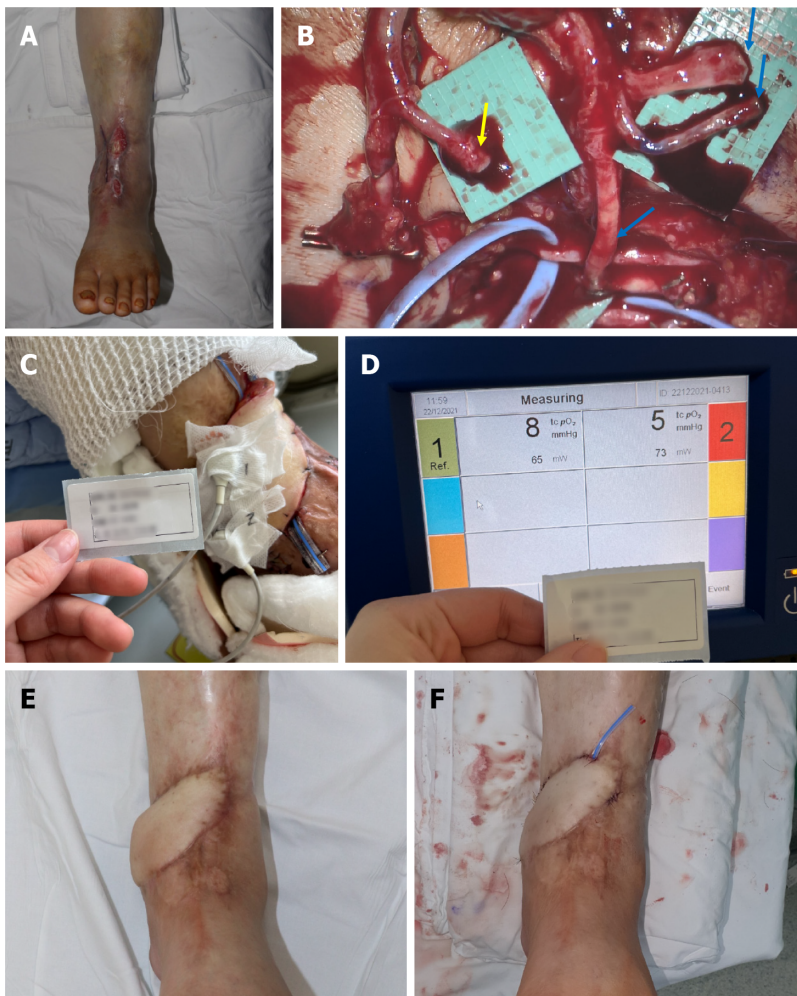 A
B
C
1
2
D
11:59
22/12/2021
Measuring
ID: 22122021-0413
1
Ref.
8
tc pO₂
mmHg
65 mW
5
tc pO₂
mmHg
73 mW
2
Event
E
F